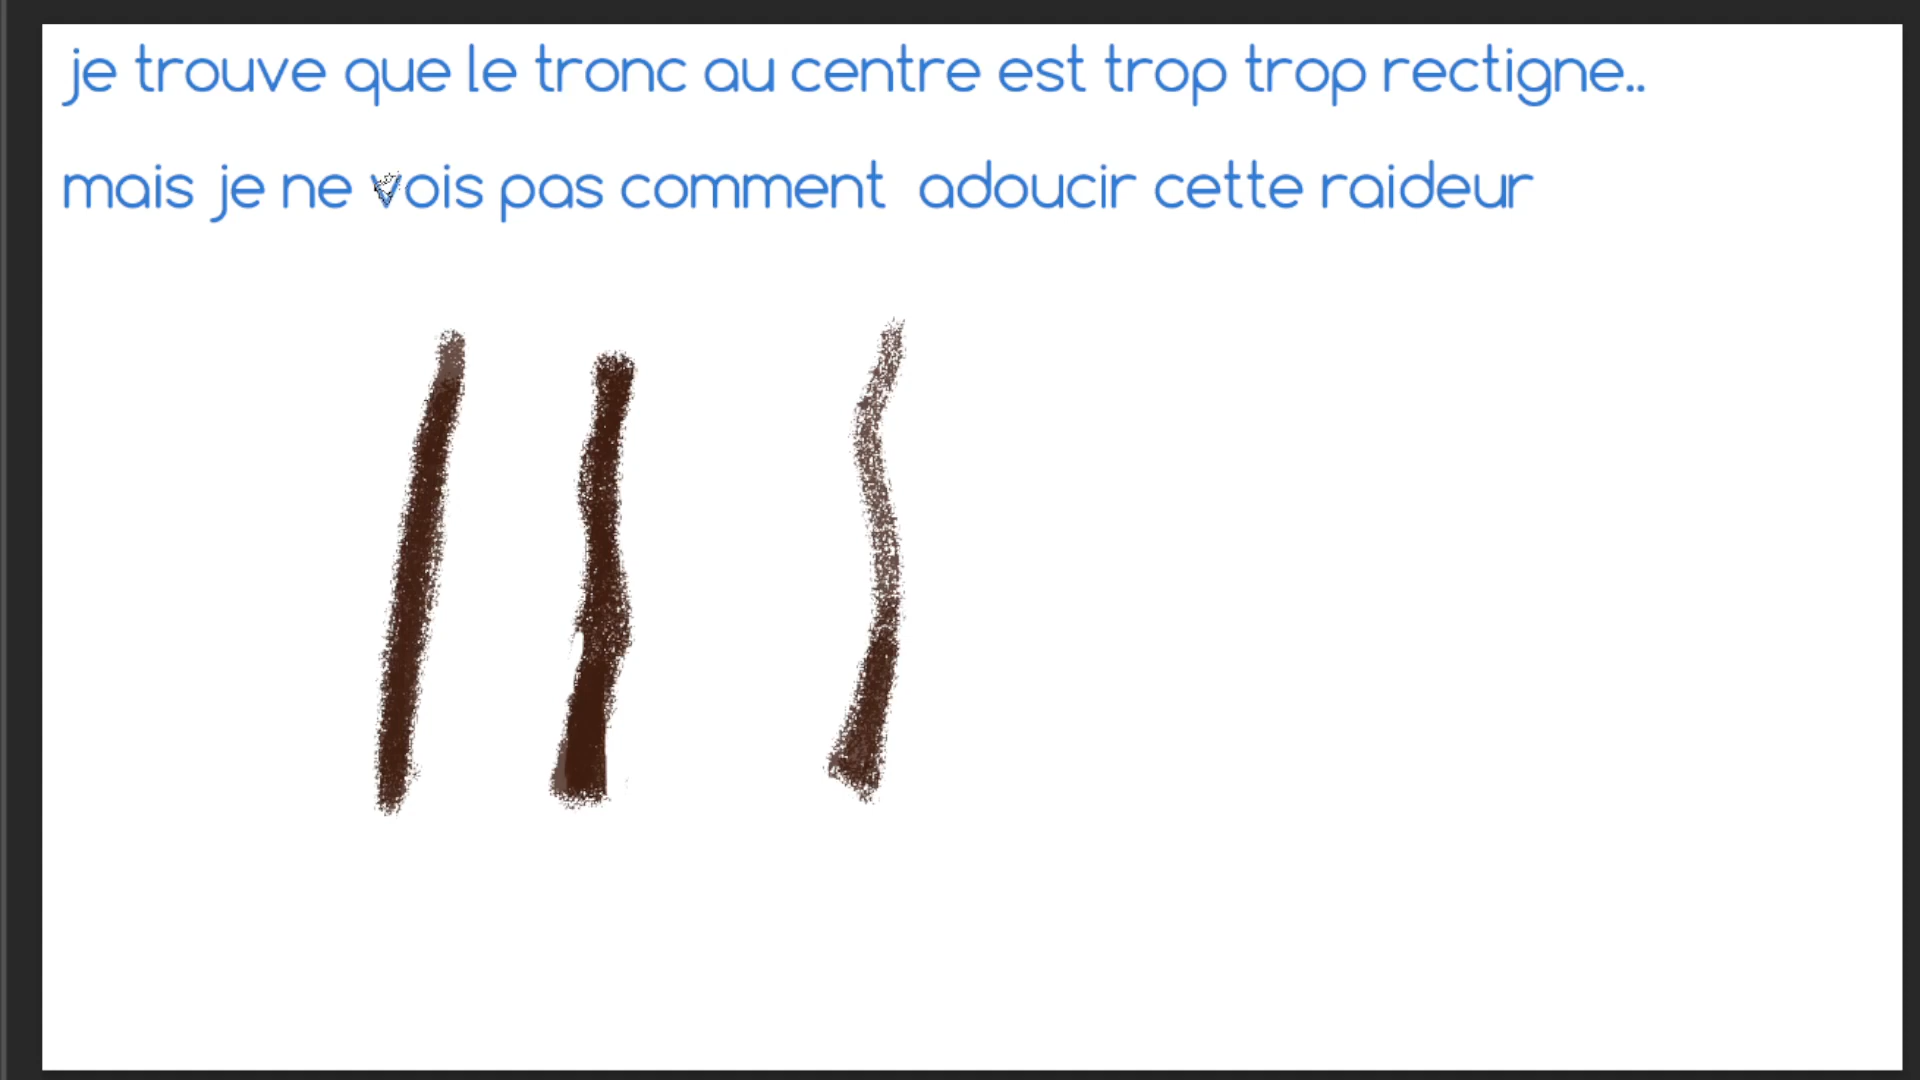 je trouve que le tronc au centre est trop trop rectigne..
mais je ne vois pas comment adoucir cette raideur